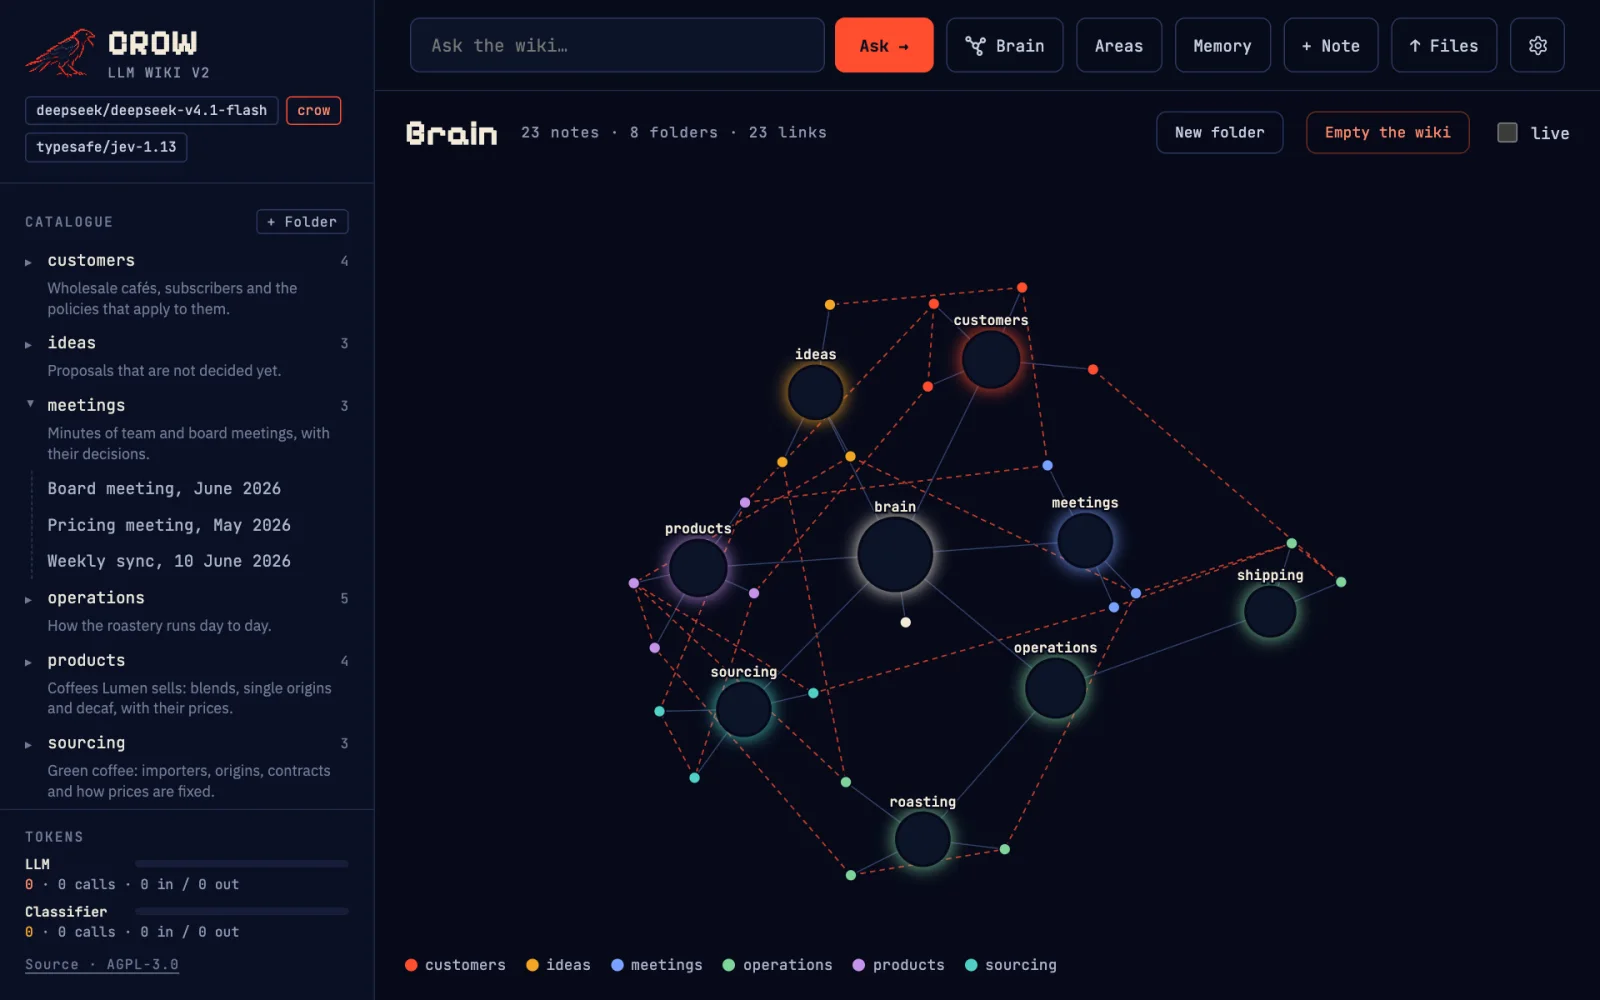 CROW
LLM WIKI V2
deepseek/deepseek-v4.1-flash
crow
typesafe/jev-1.13
Ask the wiki…
Ask →
Brain
Areas
Memory
+ Note
↑ Files
Brain
23 notes · 8 folders · 23 links
New folder
Empty the wiki
live
CATALOGUE
+ Folder
customers 4
Wholesale cafés, subscribers and the
policies that apply to them.
ideas 3
Proposals that are not decided yet.
meetings 3
Minutes of team and board meetings, with
their decisions.
Board meeting, June 2026
Pricing meeting, May 2026
Weekly sync, 10 June 2026
operations 5
How the roastery runs day to day.
products 4
Coffees Lumen sells: blends, single origins
and decaf, with their prices.
sourcing 3
Green coffee: importers, origins, contracts
and how prices are fixed.
TOKENS
LLM
0 · 0 calls · 0 in / 0 out
Classifier
0 · 0 calls · 0 in / 0 out
Source · AGPL-3.0
customers
ideas
brain
meetings
products
shipping
operations
sourcing
roasting
customers
ideas
meetings
operations
products
sourcing